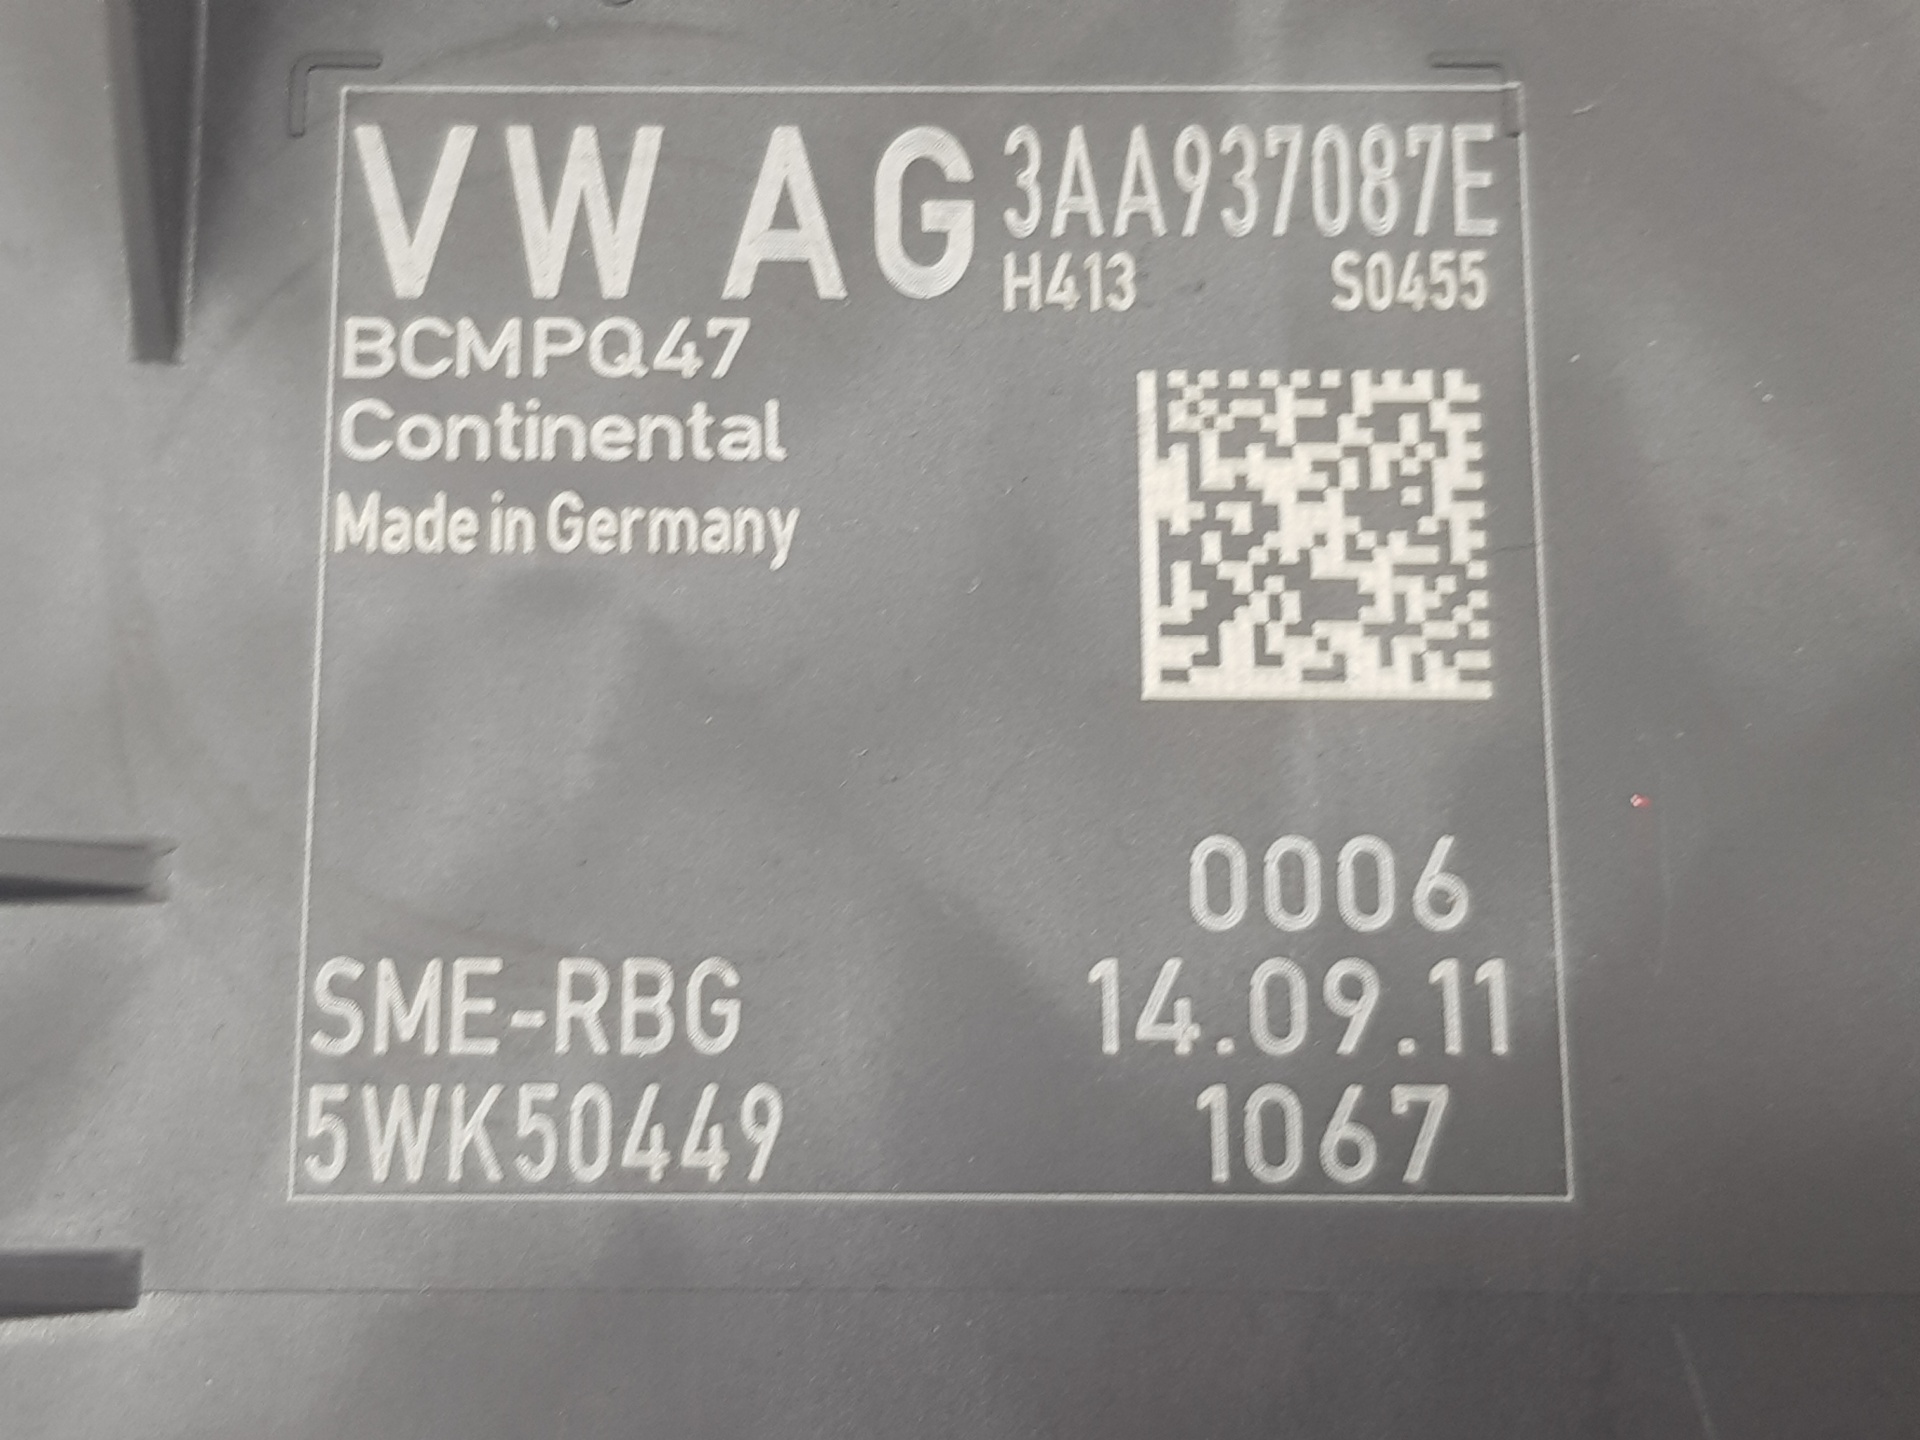 VW AG 3AA937087E
H413 S0455
BCMPQ47
Continental
Made in Germany
0006
SME-RBG 14.09.11
5WK50449 1067